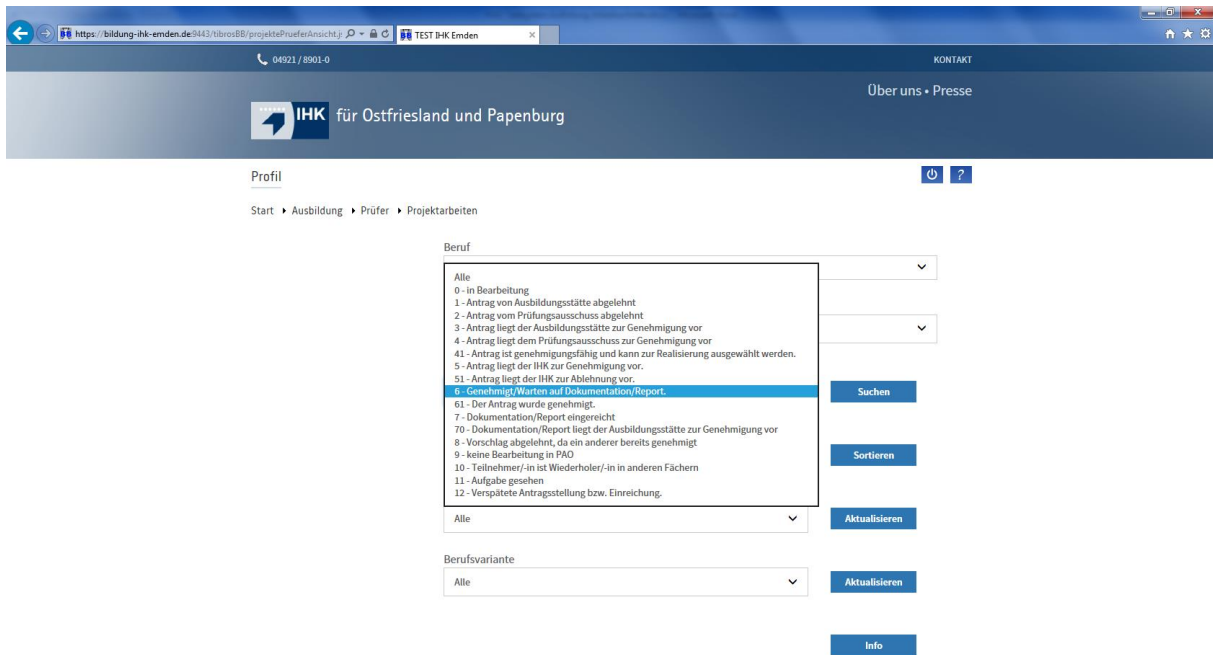 https://bildung-ihk-emden.de:9443/tibrosBB/projektePrueferAnsicht.j
TEST IHK Emden
04921 / 8901-0
KONTAKT
Über uns • Presse
IHK für Ostfriesland und Papenburg
Profil
?
Start ▸ Ausbildung ▸ Prüfer ▸ Projektarbeiten
Beruf
Alle
0 - in Bearbeitung
1 - Antrag von Ausbildungsstätte abgelehnt
2 - Antrag vom Prüfungsausschuss abgelehnt
3 - Antrag liegt der Ausbildungsstätte zur Genehmigung vor
4 - Antrag liegt dem Prüfungsausschuss zur Genehmigung vor
41 - Antrag ist genehmigungsfähig und kann zur Realisierung ausgewählt werden.
5 - Antrag liegt der IHK zur Genehmigung vor.
51 - Antrag liegt der IHK zur Ablehnung vor.
6 - Genehmigt/Warten auf Dokumentation/Report.
61 - Der Antrag wurde genehmigt.
7 - Dokumentation/Report eingereicht
70 - Dokumentation/Report liegt der Ausbildungsstätte zur Genehmigung vor
8 - Vorschlag abgelehnt, da ein anderer bereits genehmigt
9 - keine Bearbeitung in PAO
10 - Teilnehmer/-in ist Wiederholer/-in in anderen Fächern
11 - Aufgabe gesehen
12 - Verspätete Antragsstellung bzw. Einreichung.
Suchen
Sortieren
Alle
Aktualisieren
Berufsvariante
Alle
Aktualisieren
Info